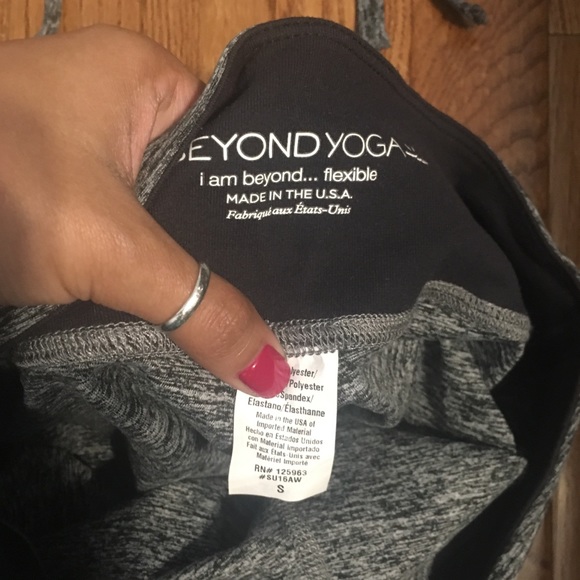 BEYOND YOGA
i am beyond... flexible
MADE IN THE U.S.A.
Fabriqué aux États-Unis
Polyester
Spandex/
Elastano/Élasthanne
Made in the USA of
Imported Material
Hecho en Estados Unidos
con Material importado
Fait aux États-Unis avec
Matériel importé
RN# 125963
#SU16AW
S